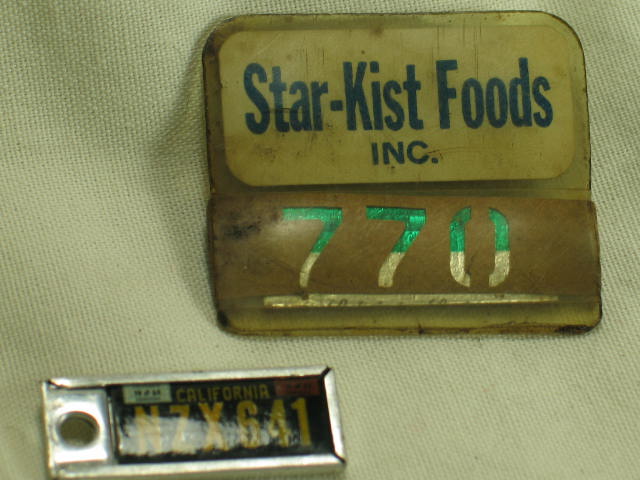 Star-Kist Foods
INC.
770
CALIFORNIA
NZX 641